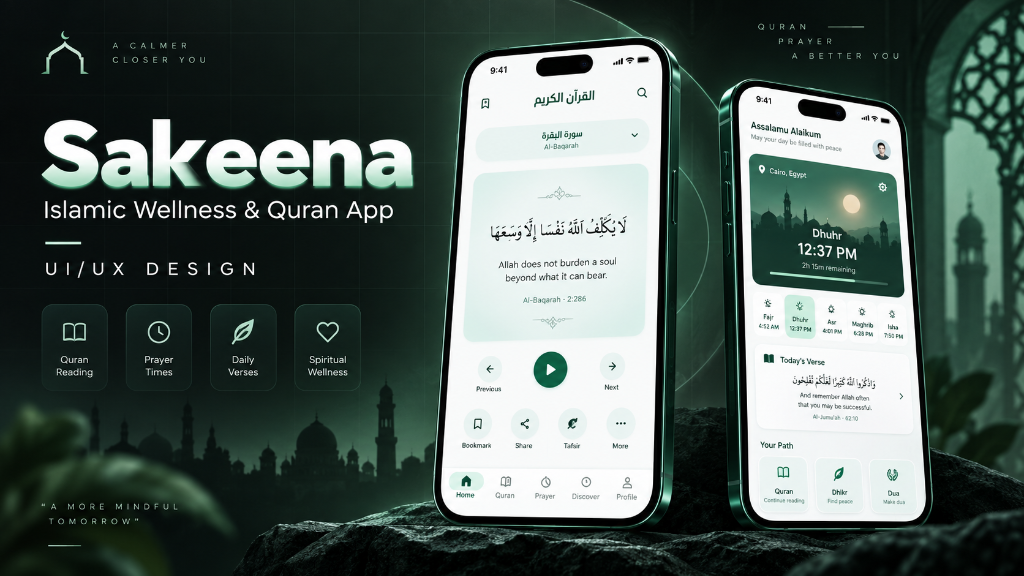 A CALMER
CLOSER YOU
QURAN
PRAYER
A BETTER YOU
Sakeena
Islamic Wellness & Quran App
UI/UX DESIGN
Quran
Reading
Prayer
Times
Daily
Verses
Spiritual
Wellness
"A MORE MINDFUL
TOMORROW"
9:41
القرآن الكريم
سورة البقرة
Al-Baqarah
لَا يُكَلِّفُ اللَّهُ نَفْسَا إِلَّا وَسَعَهَا
Allah does not burden a soul
beyond what it can bear.
Al-Baqarah · 2:286
Previous
Next
Bookmark
Share
Tafsir
More
Home
Quran
Prayer
Discover
Profile
9:41
Assalamu Alaikum
May your day be filled with peace
Cairo, Egypt
Dhuhr
12:37 PM
2h 15m remaining
Fajr
4:52 AM
Dhuhr
12:37 PM
Asr
4:01 PM
Maghrib
6:28 PM
Isha
7:50 PM
Today's Verse
وَاذْكُرُوا اللَّهَ كَثِيرًا لَعَلَّكُمْ تُفْلِحُونَ
And remember Allah often
that you may be successful.
Al-Jumu'ah · 62:10
Your Path
Quran
Continue reading
Dhikr
Find peace
Dua
Make dua